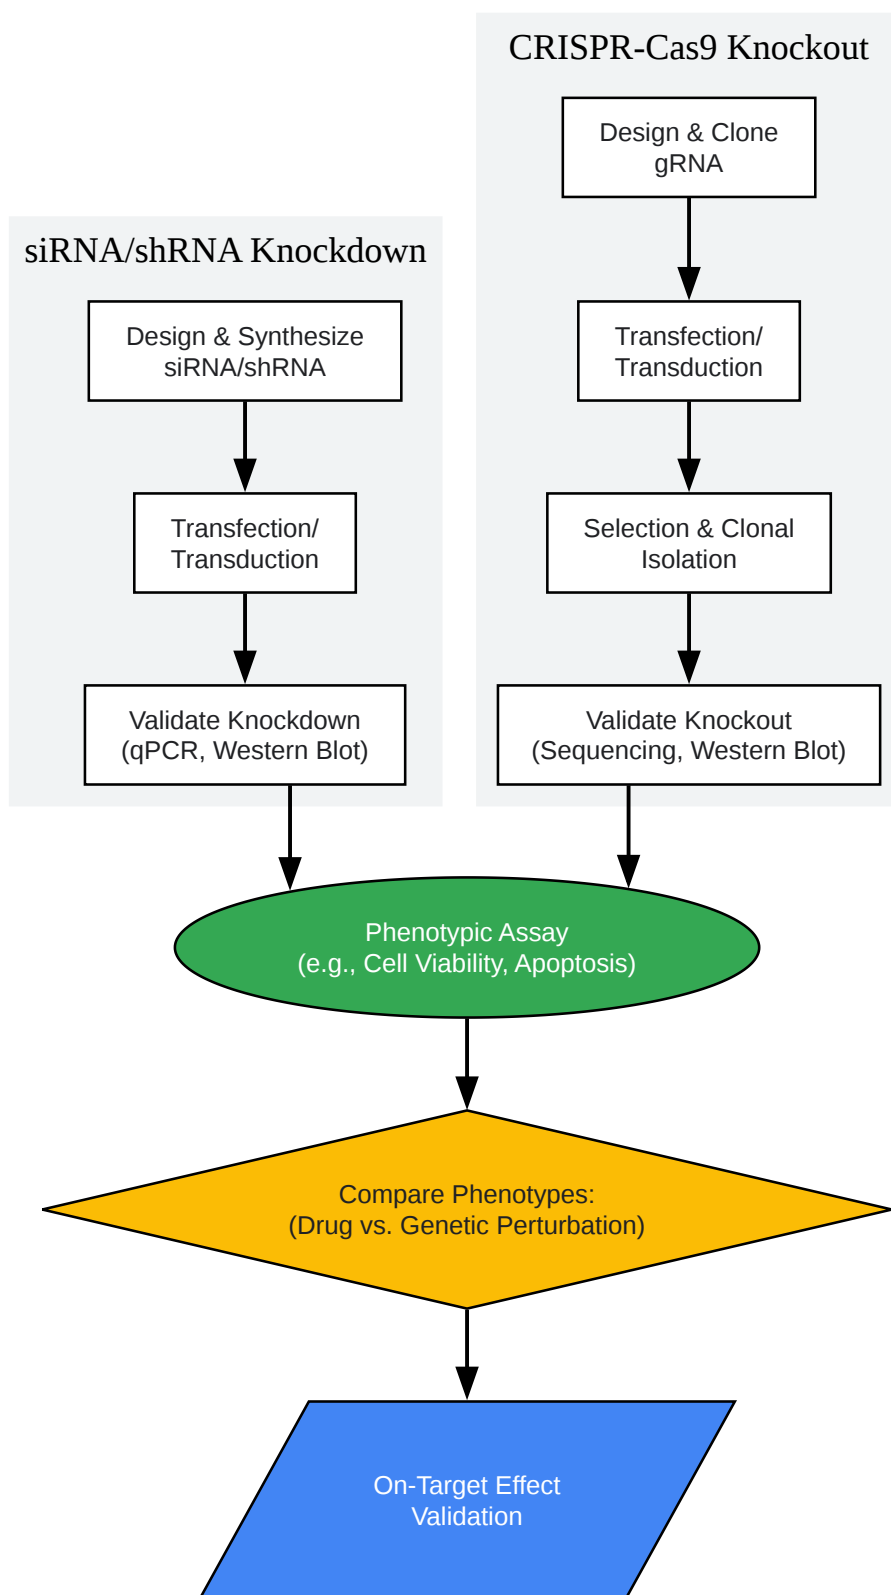 siRNA/shRNA Knockdown
Design & Synthesize
siRNA/shRNA
Transfection/
Transduction
Validate Knockdown
(qPCR, Western Blot)
CRISPR-Cas9 Knockout
Design & Clone
gRNA
Transfection/
Transduction
Selection & Clonal
Isolation
Validate Knockout
(Sequencing, Western Blot)
Phenotypic Assay
(e.g., Cell Viability, Apoptosis)
Compare Phenotypes:
(Drug vs. Genetic Perturbation)
On-Target Effect
Validation